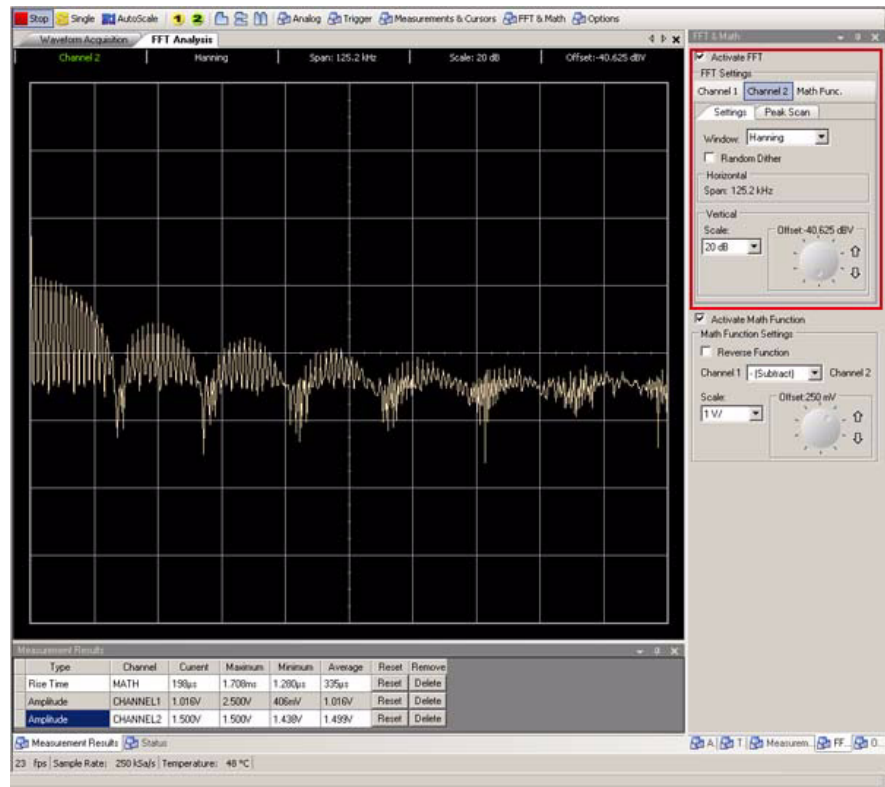 Stop Single AutoScale 1 2 Analog Trigger Measurements & Cursors FFT & Math Options
Waveform Acquisition FFT Analysis
FFT & Math
Channel 2 Hanning Span: 125.2 kHz Scale: 20 dB Offset:-40.625 dBV
Activate FFT
FFT Settings
Channel 1 Channel 2 Math Func.
Settings Peak Scan
Window: Hanning
Random Dither
Horizontal
Span: 125.2 kHz
Vertical
Scale: Offset:-40.625 dBV
20 dB
Activate Math Function
Math Function Settings
Reverse Function
Channel 1 - (Subtract) Channel 2
Scale: Offset:250 mV
1 V/
Measurement Results
Type Channel Current Maximum Minimum Average Reset Remove
Rise Time MATH 198µs 1.708ms 1.280µs 335µs Reset Delete
Amplitude CHANNEL1 1.016V 2.500V 406mV 1.016V Reset Delete
Amplitude CHANNEL2 1.500V 1.500V 1.438V 1.499V Reset Delete
Measurement Results Status
A. T. Measurem.. FF.. O..
23 fps Sample Rate: 250 kSa/s Temperature: 48 °C